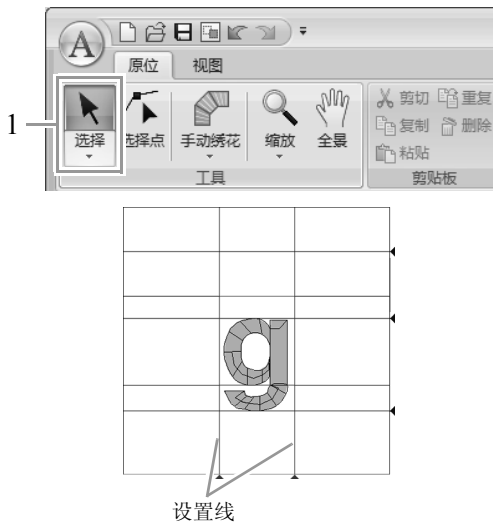 A
原位 视图
1
选择 选择点 手动绣花 缩放 全景
剪切 重复
复制 删除
粘贴
工具 剪贴板
g
设置线